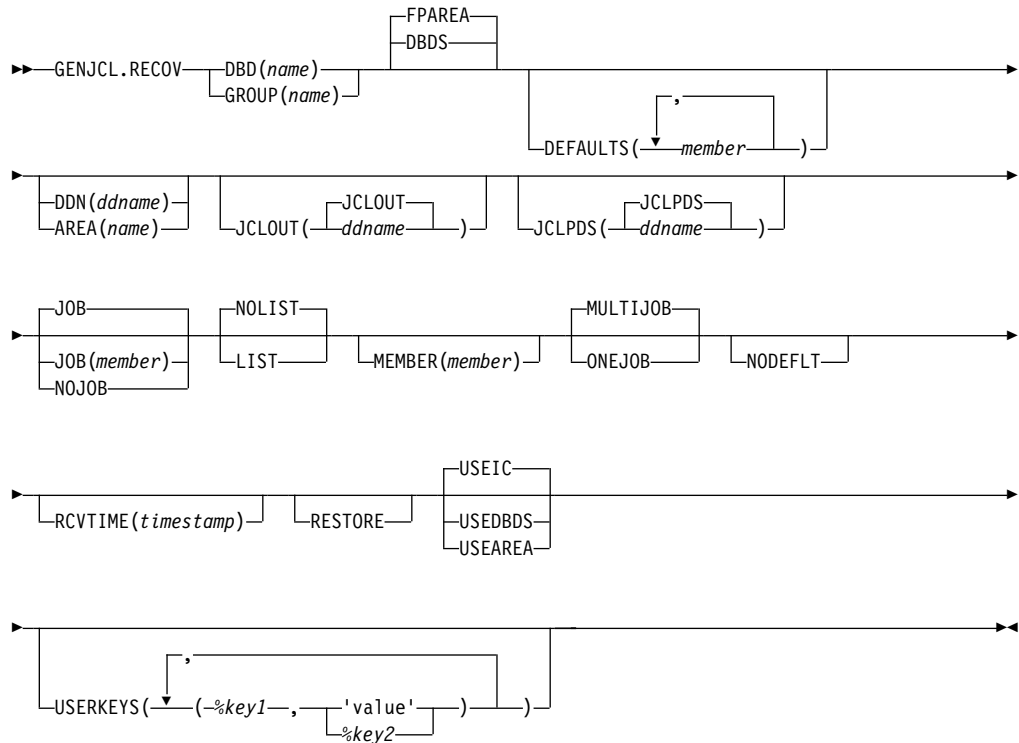 FPAREA
DBDS
GENJCL.RECOV DBD(name)
GROUP(name)
,
DEFAULTS( member )
DDN(ddname)
AREA(name)
JCLOUT
JCLOUT( ddname )
JCLPDS
JCLPDS( ddname )
JOB
JOB(member)
NOJOB
NOLIST
LIST
MEMBER(member)
MULTIJOB
ONEJOB
NODEFLT
RCVTIME(timestamp)
RESTORE
USEIC
USEDBDS
USEAREA
,
USERKEYS( ( %key1 , 'value' ) )
%key2